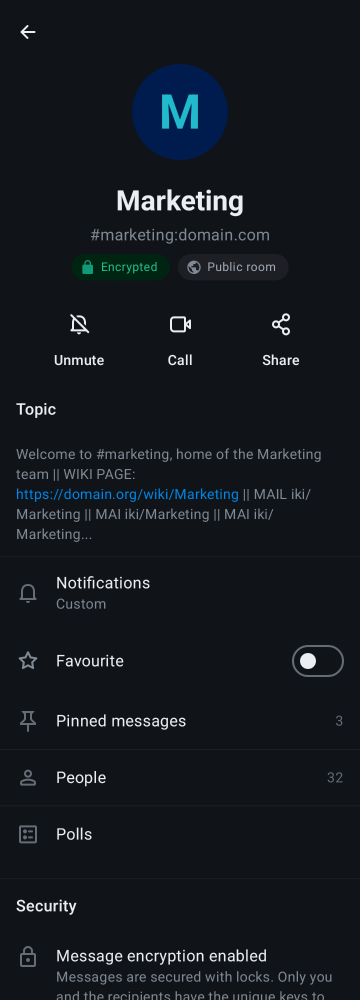 M
Marketing
#marketing:domain.com
Encrypted
Public room
Unmute
Call
Share
Topic
Welcome to #marketing, home of the Marketing
team || WIKI PAGE:
https://domain.org/wiki/Marketing || MAIL iki/
Marketing || MAI iki/Marketing || MAI iki/
Marketing...
Notifications
Custom
Favourite
Pinned messages 3
People 32
Polls
Security
Message encryption enabled
Messages are secured with locks. Only you
and the recipients have the unique keys to